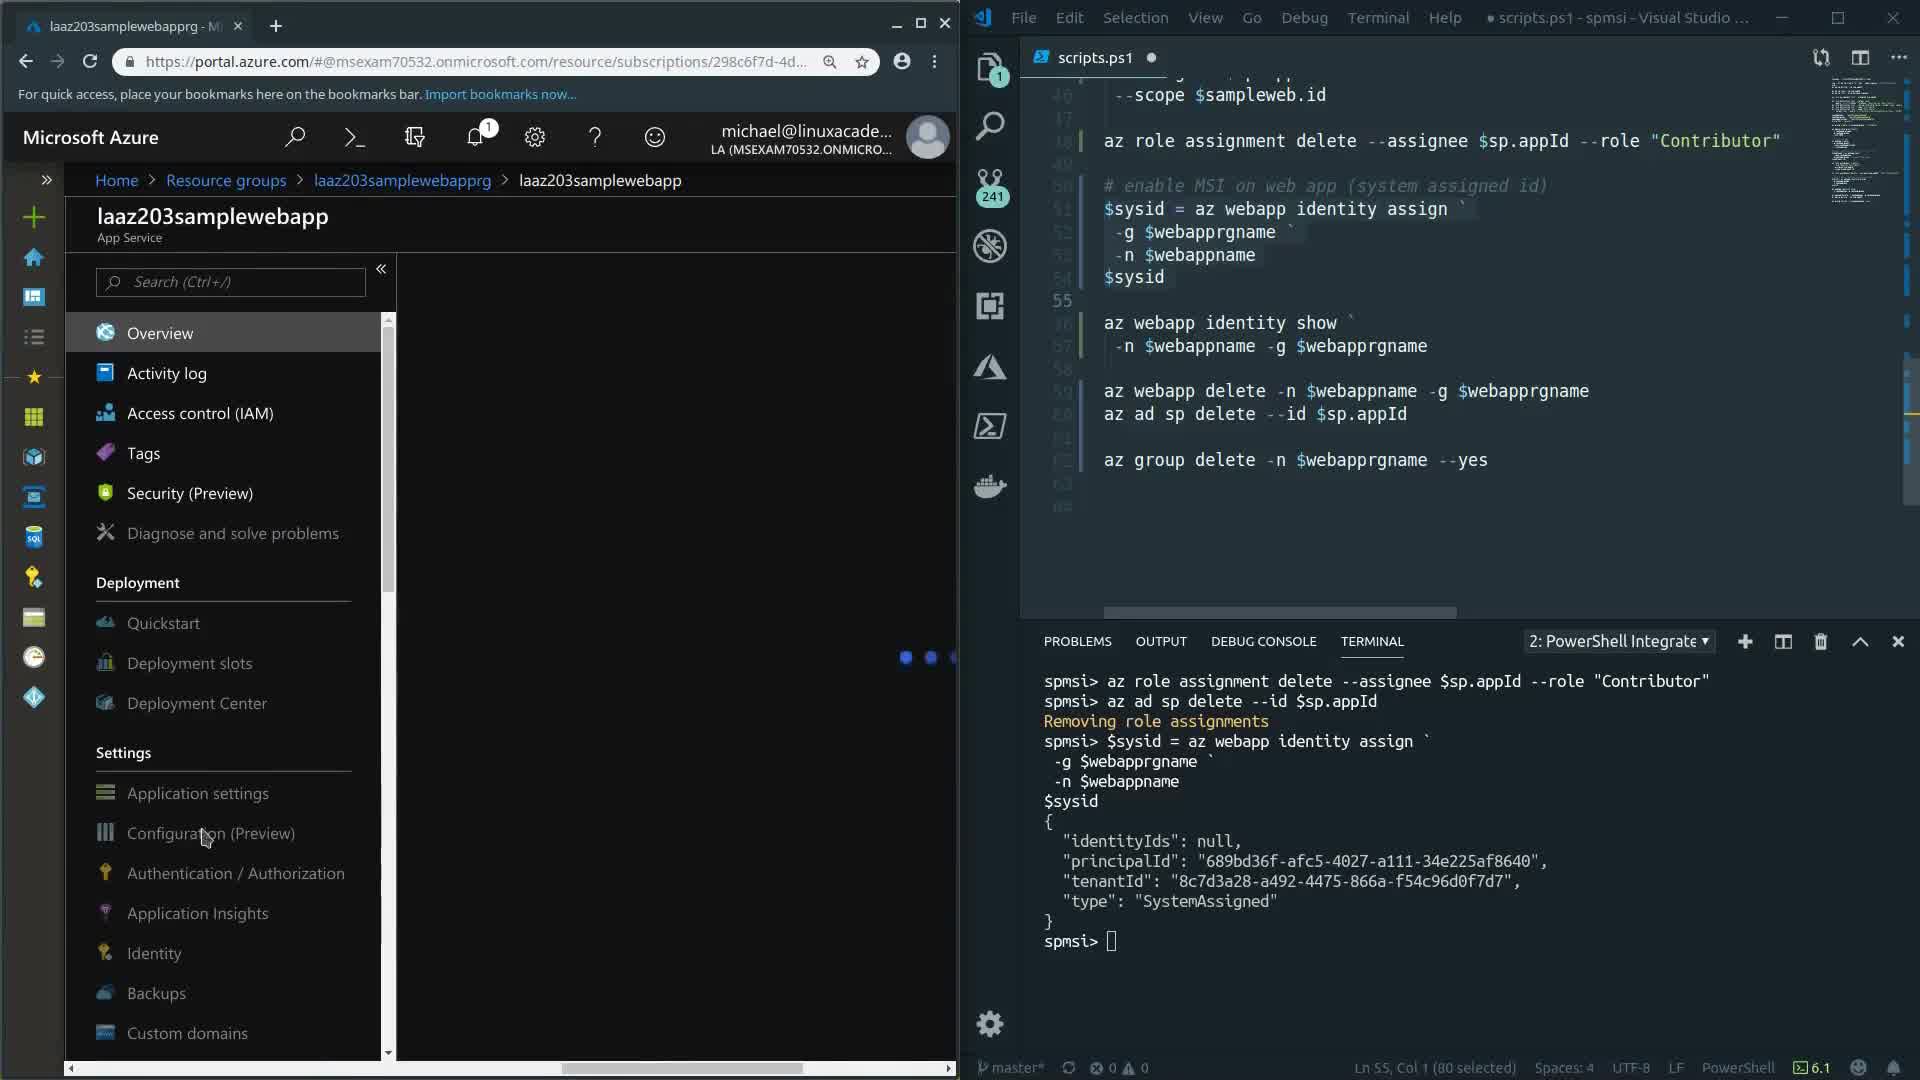 laaz203samplewebapprg - M
https://portal.azure.com/#@msexam70532.onmicrosoft.com/resource/subscriptions/298c6f7d-4d...
For quick access, place your bookmarks here on the bookmarks bar. Import bookmarks now...
Microsoft Azure
1
michael@linuxacade...
LA (MSEXAM70532.ONMICRO...
Home > Resource groups > laaz203samplewebapprg > laaz203samplewebapp
laaz203samplewebapp
App Service
Search (Ctrl+/)
Overview
Activity log
Access control (IAM)
Tags
Security (Preview)
Diagnose and solve problems
Deployment
Quickstart
Deployment slots
Deployment Center
Settings
Application settings
Configuration (Preview)
Authentication / Authorization
Application Insights
Identity
Backups
Custom domains
SQL
File Edit Selection View Go Debug Terminal Help
● scripts.ps1 - spmsi - Visual Studio ...
scripts.ps1
1
241
46 --scope $sampleweb.id
47
48 az role assignment delete --assignee $sp.appId --role "Contributor"
49
50 # enable MSI on web app (system assigned id)
51 $sysid = az webapp identity assign `
52 -g $webapprgname `
53 -n $webappname
54 $sysid
55
56 az webapp identity show `
57 -n $webappname -g $webapprgname
58
59 az webapp delete -n $webappname -g $webapprgname
60 az ad sp delete --id $sp.appId
61
62 az group delete -n $webapprgname --yes
63
64
PROBLEMS OUTPUT DEBUG CONSOLE TERMINAL
2: PowerShell Integrate
spmsi> az role assignment delete --assignee $sp.appId --role "Contributor"
spmsi> az ad sp delete --id $sp.appId
Removing role assignments
spmsi> $sysid = az webapp identity assign `
-g $webapprgname `
-n $webappname
$sysid
{
"identityIds": null,
"principalId": "689bd36f-afc5-4027-a111-34e225af8640",
"tenantId": "8c7d3a28-a492-4475-866a-f54c96d0f7d7",
"type": "SystemAssigned"
}
spmsi>
master* 0 0
Ln 55, Col 1 (80 selected) Spaces: 4 UTF-8 LF PowerShell 6.1